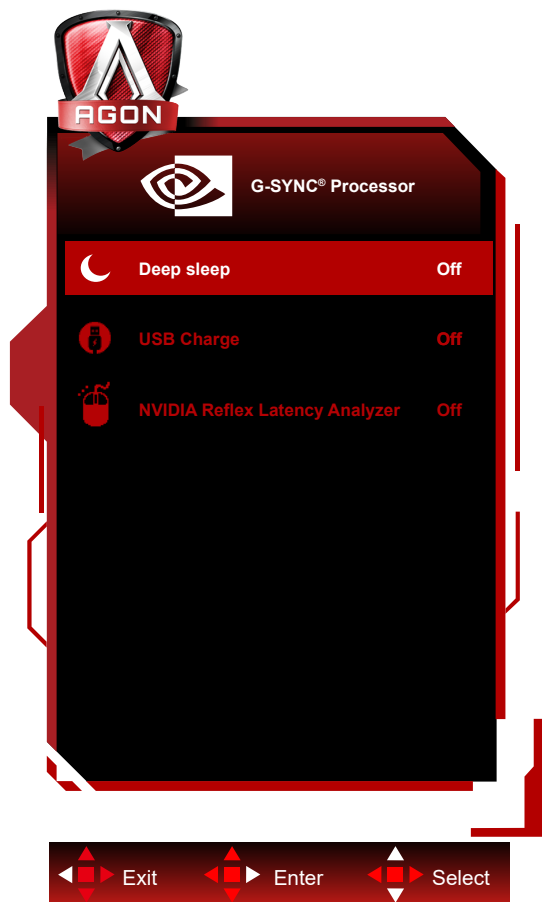 AGON
G-SYNC® Processor
Deep sleep Off
USB Charge Off
NVIDIA Reflex Latency Analyzer Off
Exit Enter Select